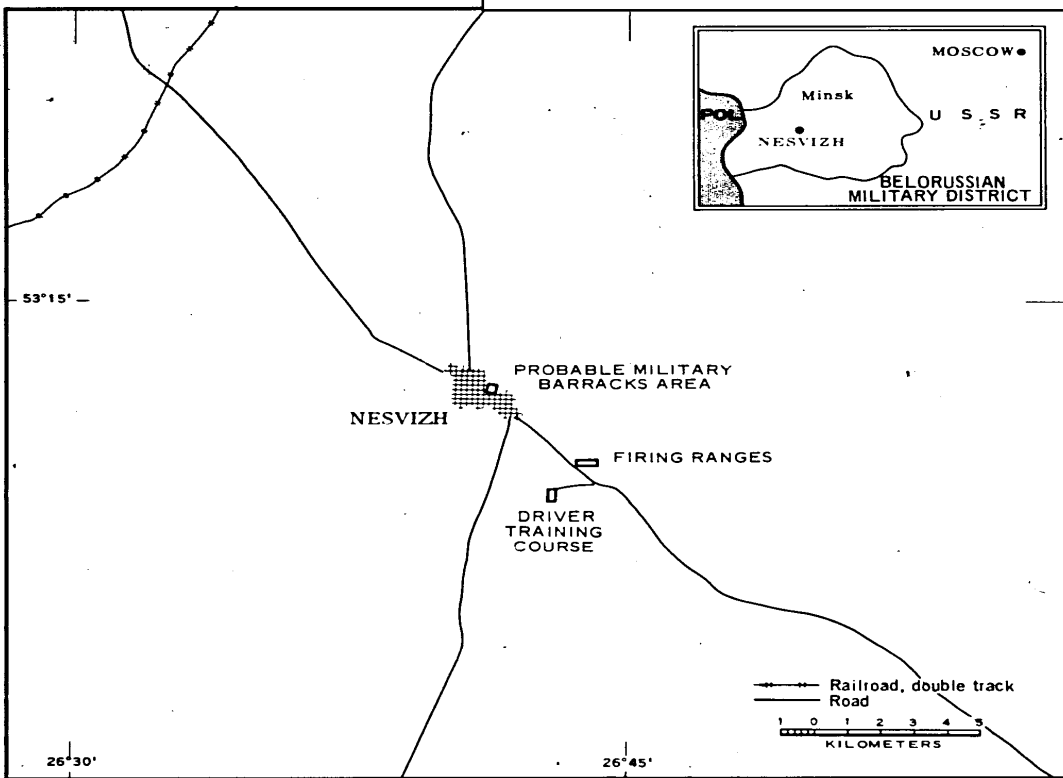 MOSCOW
Minsk
POL
U S S R
NESVIZH
BELORUSSIAN
MILITARY DISTRICT
53°15'
PROBABLE MILITARY
BARRACKS AREA
NESVIZH
FIRING RANGES
DRIVER
TRAINING
COURSE
Railroad, double track
Road
1 0 1 2 3 4 5
KILOMETERS
26°30'
26°45'